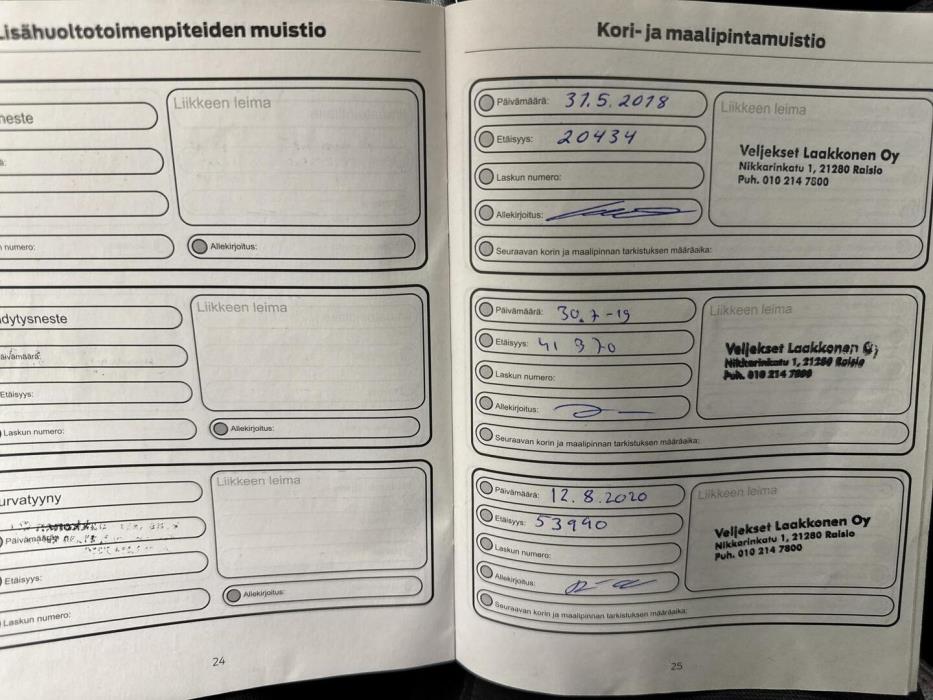 Lisähuoltotoimenpiteiden muistio
neste
Liikkeen leima
numero:
Allekirjoitus:
dytysneste
Liikkeen leima
Päivämäärä:
Etäisyys:
Laskun numero:
Allekirjoitus:
urvatyyny
Liikkeen leima
Päivämäärä
Etäisyys:
Laskun numero:
Allekirjoitus:
24
Kori- ja maalipintamuistio
Päivämäärä: 31.5.2018
Etäisyys: 20434
Laskun numero:
Allekirjoitus:
Seuraavan korin ja maalipinnan tarkistuksen määräaika:
Liikkeen leima
Veljekset Laakkonen Oy
Nikkarinkatu 1, 21280 Raisio
Puh. 010 214 7800
Päivämäärä: 30.7-19
Etäisyys: 41 370
Laskun numero:
Allekirjoitus:
Seuraavan korin ja maalipinnan tarkistuksen määräaika:
Liikkeen leima
Veljekset Laakkonen Oy
Nikkarinkatu 1, 21280 Raisio
Puh. 010 214 7800
Päivämäärä: 12.8.2020
Etäisyys: 53940
Laskun numero:
Allekirjoitus:
Seuraavan korin ja maalipinnan tarkistuksen määräaika:
Liikkeen leima
Veljekset Laakkonen Oy
Nikkarinkatu 1, 21280 Raisio
Puh. 010 214 7800
25